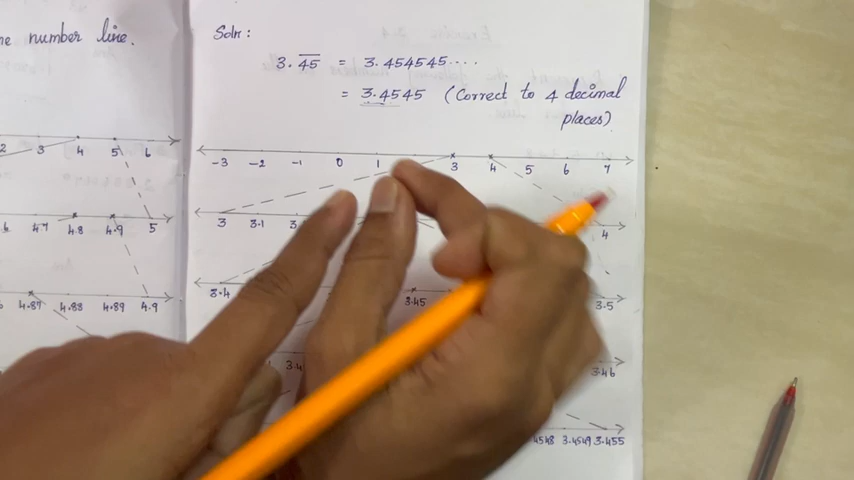 ne number line.
2 3 4 5 6
4.7 4.8 4.9 5
4.87 4.88 4.89 4.9
Soln :
3.4̅5̅ = 3.454545....
= 3.4545 (Correct to 4 decimal
places)
-3 -2 -1 0 1 3 4 5 6 7
3 3.1 4
3.4 3.45 3.5
3.46
3.4549 3.455